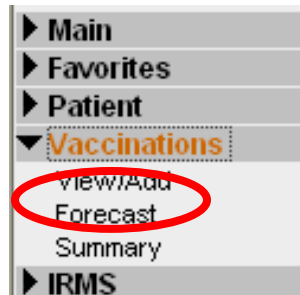 Main
Favorites
Patient
Vaccinations
View/Add
Forecast
Summary
IRMS